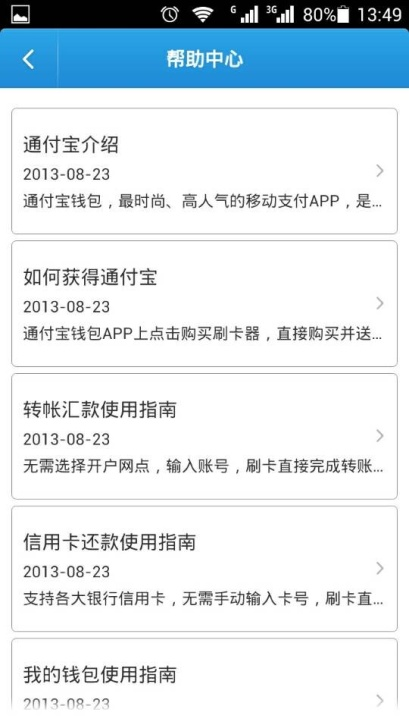 G 3G 80% 13:49
帮助中心
通付宝介绍
2013-08-23
通付宝钱包，最时尚、高人气的移动支付APP，是...
如何获得通付宝
2013-08-23
通付宝钱包APP上点击购买刷卡器，直接购买并送...
转帐汇款使用指南
2013-08-23
无需选择开户网点，输入账号，刷卡直接完成转账...
信用卡还款使用指南
2013-08-23
支持各大银行信用卡，无需手动输入卡号，刷卡直...
我的钱包使用指南
2013-08-23